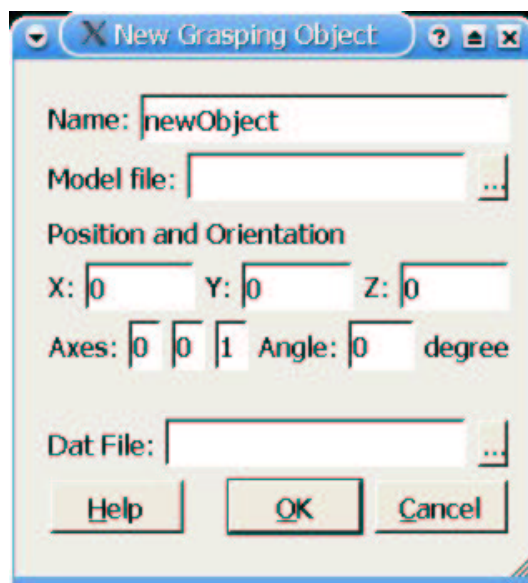 New Grasping Object ?
Name: newObject
Model file: ...
Position and Orientation
X: 0 Y: 0 Z: 0
Axes: 0 0 1 Angle: 0 degree
Dat File: ...
Help OK Cancel